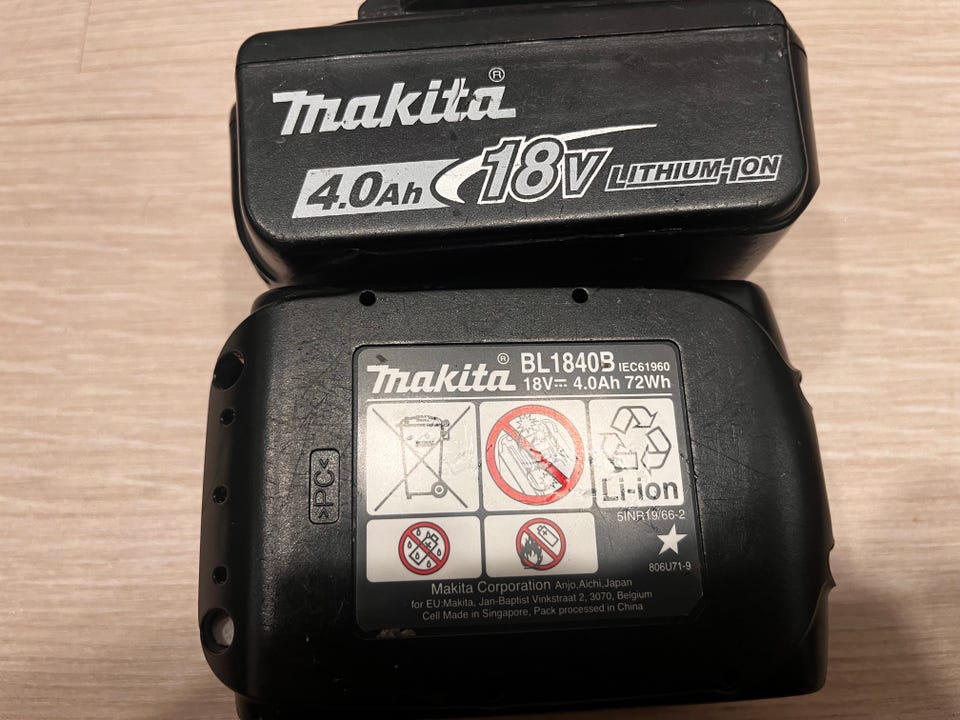 Makita®
4.0Ah 18V LITHIUM-ION
Makita® BL1840B IEC61960
18V⎓ 4.0Ah 72Wh
>PC<
Li-ion
5INR19/66-2
806U71-9
Makita Corporation Anjo,Aichi,Japan
for EU:Makita, Jan-Baptist Vinkstraat 2, 3070, Belgium
Cell Made in Singapore, Pack processed in China